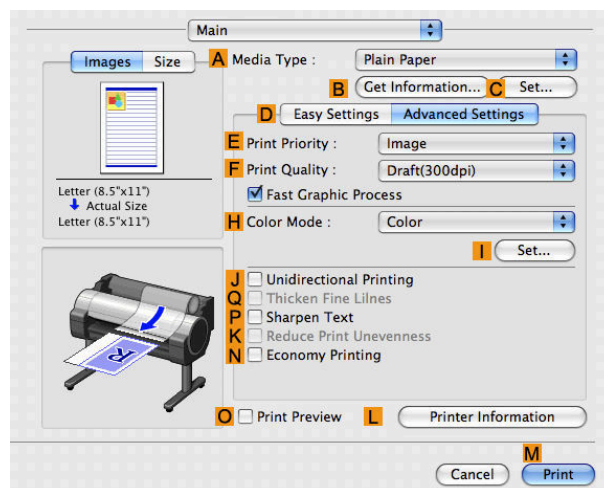 Main
Images Size A Media Type : Plain Paper
B Get Information... C Set...
D Easy Settings Advanced Settings
E Print Priority : Image
F Print Quality : Draft(300dpi)
Fast Graphic Process
Letter (8.5"x11")
Actual Size
Letter (8.5"x11")
H Color Mode : Color
I Set...
J Unidirectional Printing
Q Thicken Fine Lilnes
P Sharpen Text
K Reduce Print Unevenness
N Economy Printing
R
O Print Preview L Printer Information
M
Cancel Print